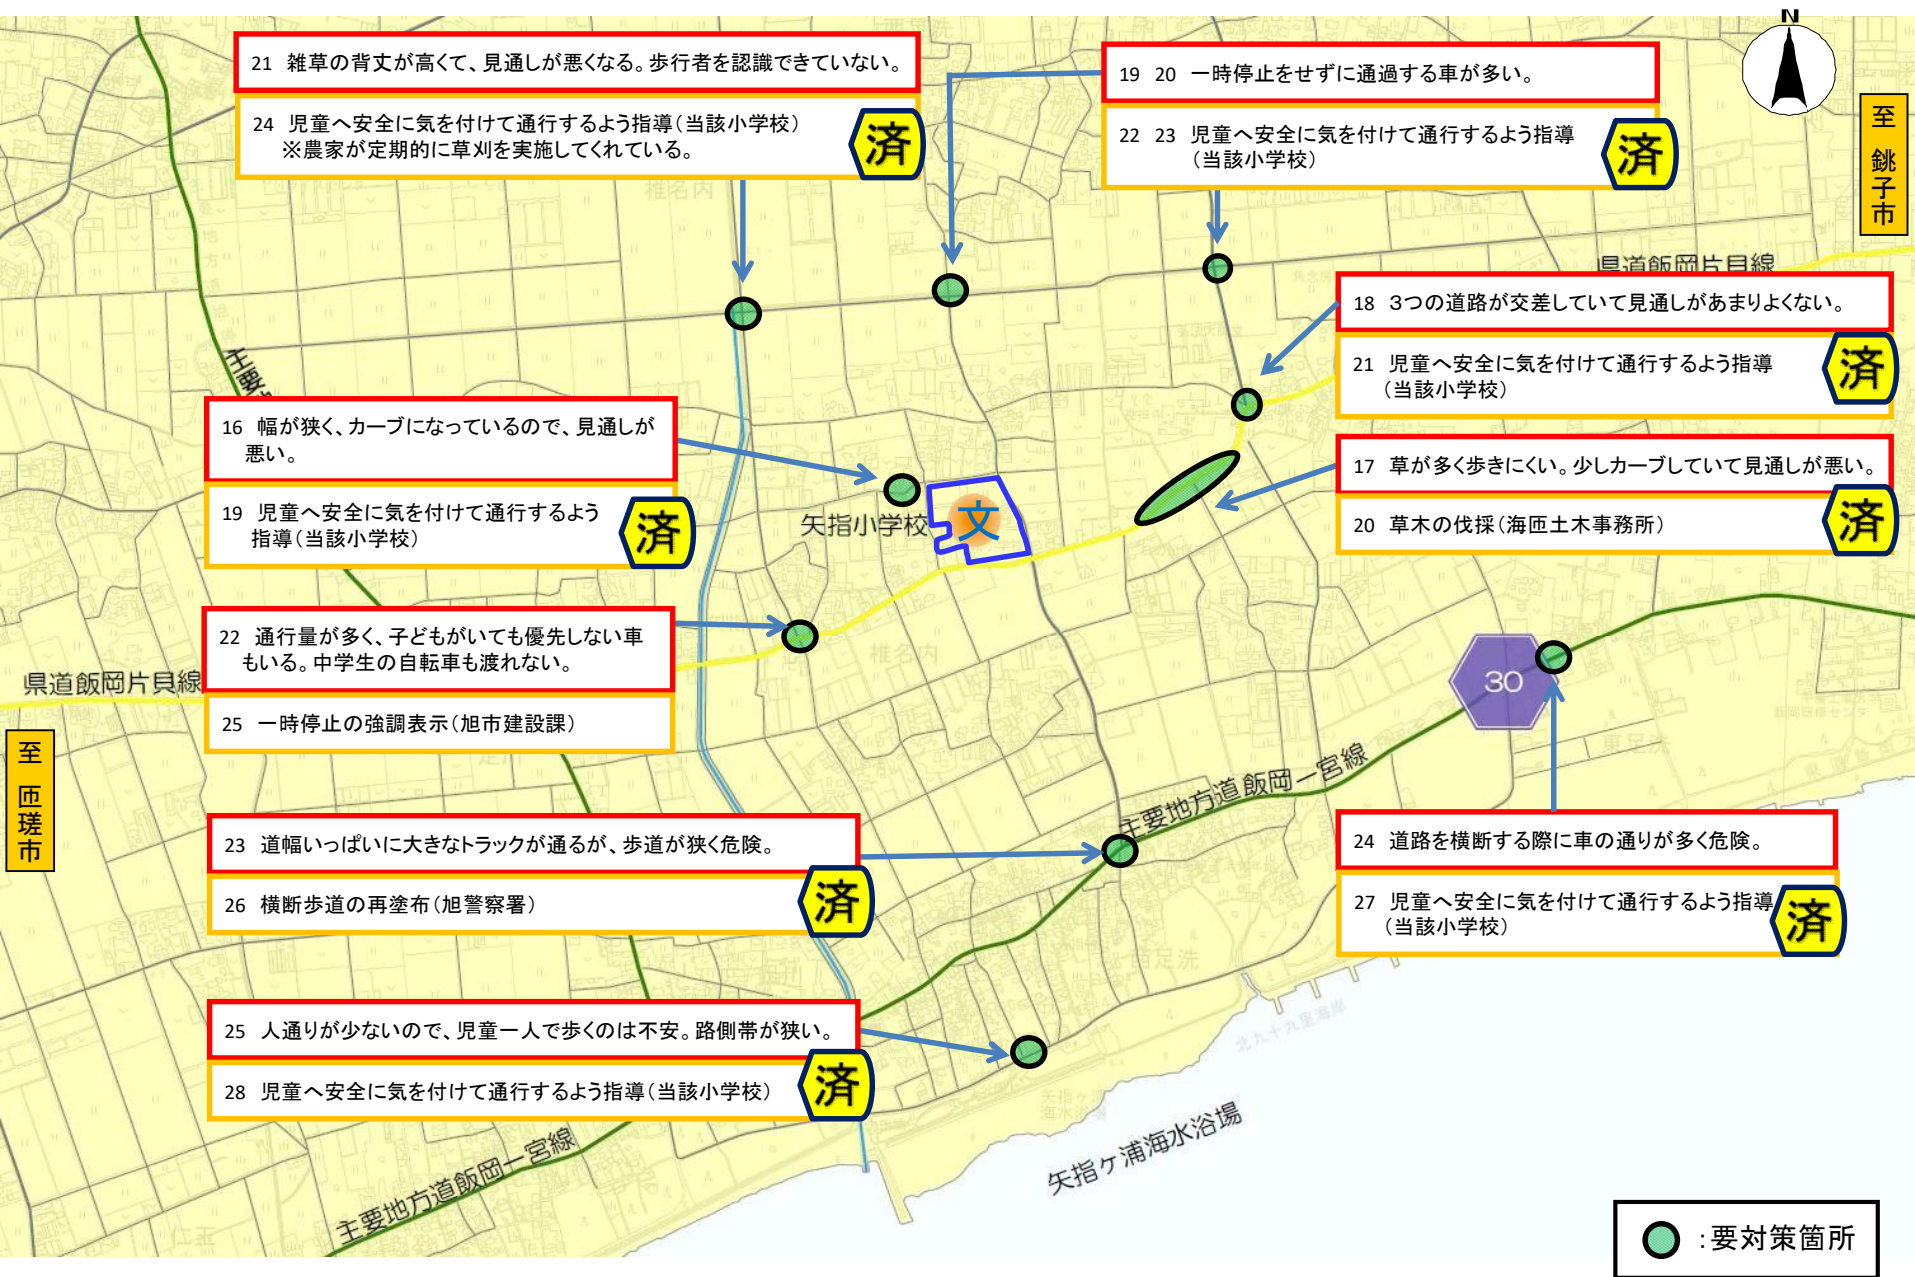 N
21 雑草の背丈が高くて、見通しが悪くなる。歩行者を認識できていない。
24 児童へ安全に気を付けて通行するよう指導(当該小学校)
※農家が定期的に草刈を実施してくれている。
済
19 20 一時停止をせずに通過する車が多い。
22 23 児童へ安全に気を付けて通行するよう指導
(当該小学校)
済
至 銚子市
椎名内
県道飯岡片貝線
18 3つの道路が交差していて見通しがあまりよくない。
21 児童へ安全に気を付けて通行するよう指導
(当該小学校)
済
主要
16 幅が狭く、カーブになっているので、見通しが
悪い。
19 児童へ安全に気を付けて通行するよう
指導(当該小学校)
済
矢指小学校
文
17 草が多く歩きにくい。少しカーブしていて見通しが悪い。
20 草木の伐採(海匝土木事務所)
済
22 通行量が多く、子どもがいても優先しない車
もいる。中学生の自転車も渡れない。
25 一時停止の強調表示(旭市建設課)
椎名内
県道飯岡片貝線
30
至 匝瑳市
東足洗
主要地方道飯岡一宮線
23 道幅いっぱいに大きなトラックが通るが、歩道が狭く危険。
26 横断歩道の再塗布(旭警察署)
済
24 道路を横断する際に車の通りが多く危険。
27 児童へ安全に気を付けて通行するよう指導
(当該小学校)
済
西足洗
25 人通りが少ないので、児童一人で歩くのは不安。路側帯が狭い。
28 児童へ安全に気を付けて通行するよう指導(当該小学校)
済
北九十九里海岸
矢指ヶ浦海水浴場
主要地方道飯岡一宮線
:要対策箇所